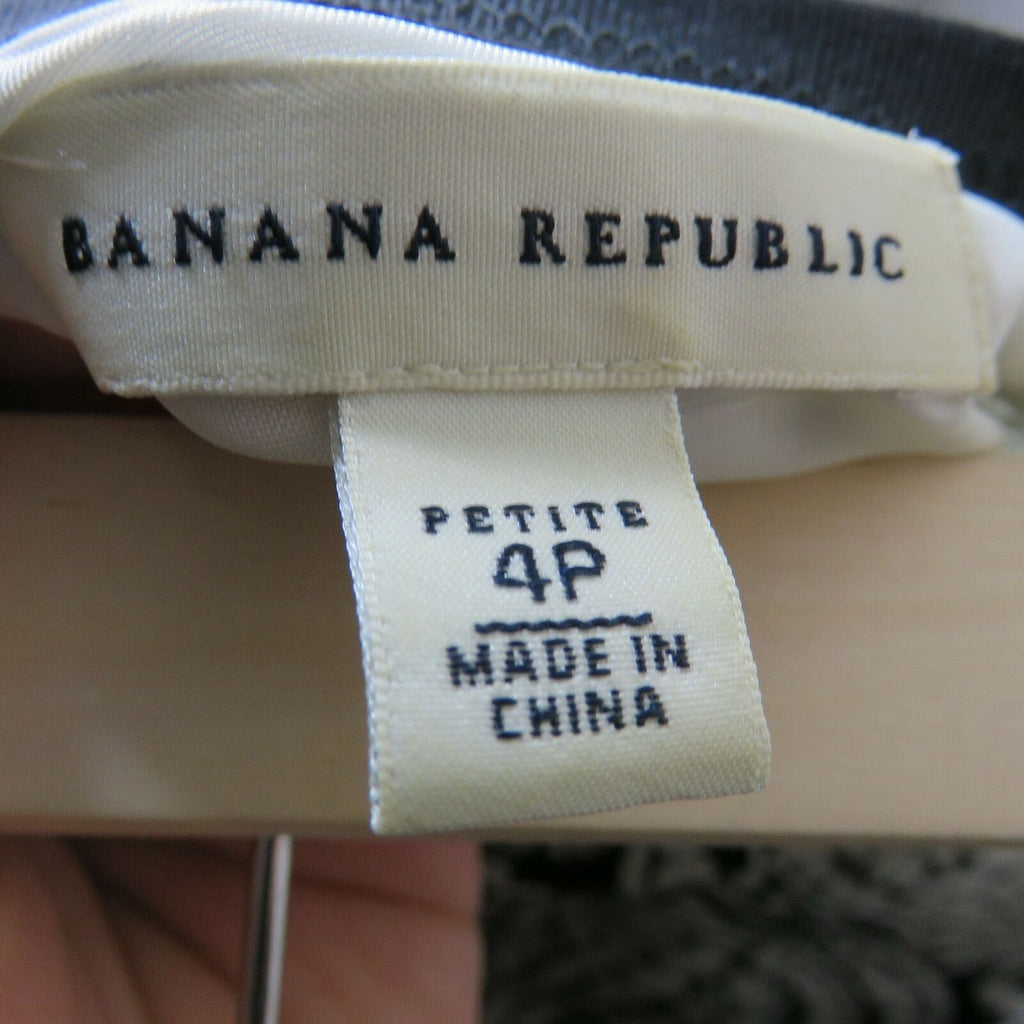 BANANA REPUBLIC
PETITE
4P
MADE IN
CHINA